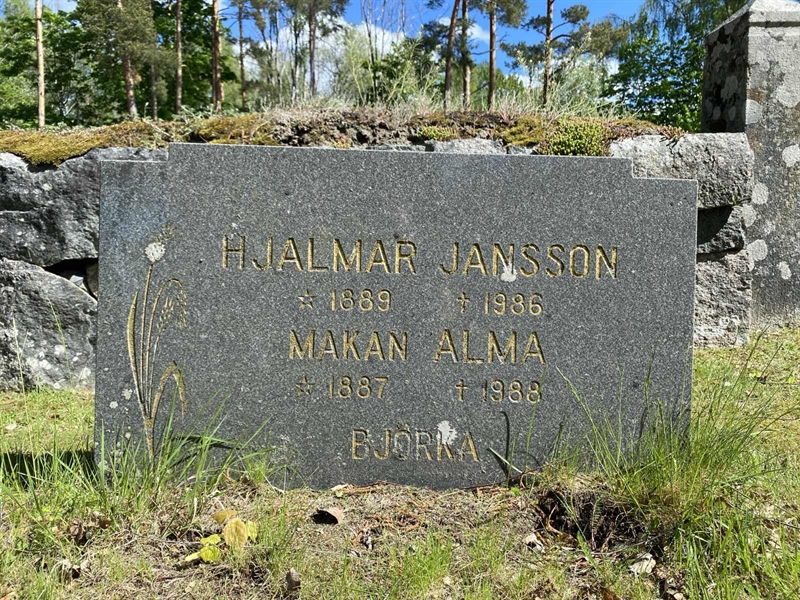 HJALMAR JANSSON
☆ 1889 † 1986
MAKAN ALMA
☆ 1887 † 1988
BJÖRKA